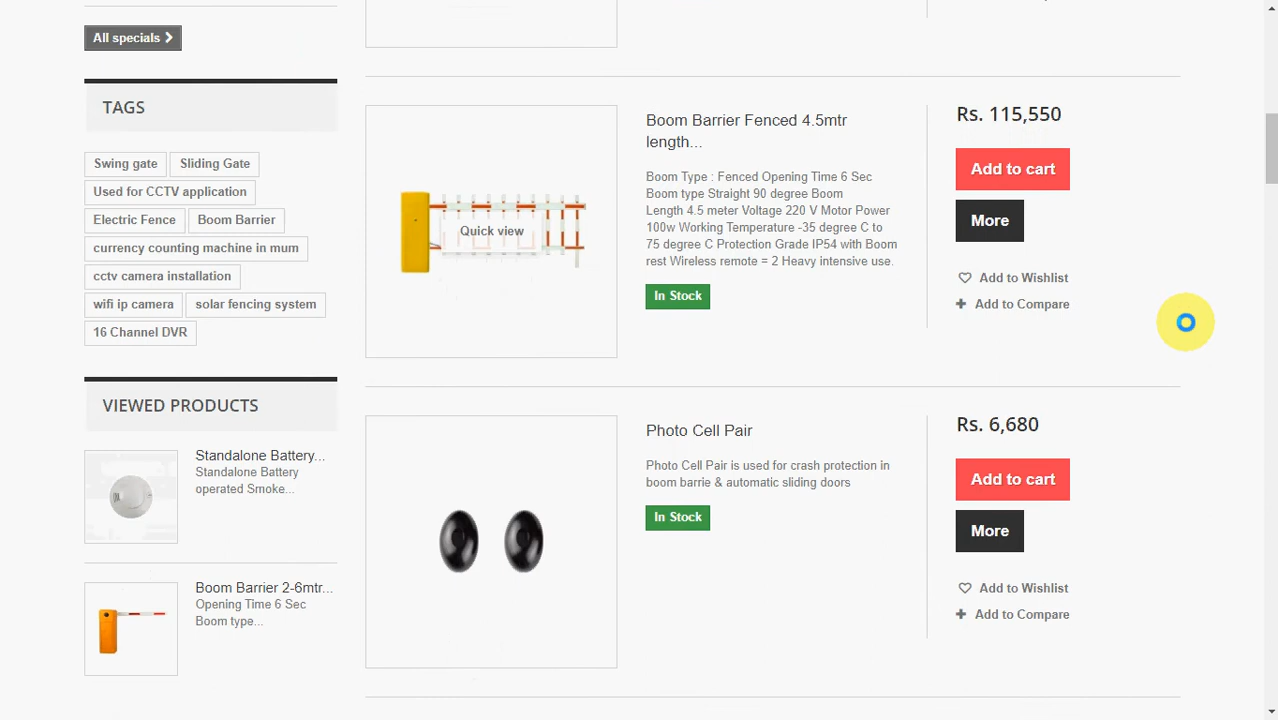 All specials
TAGS
Swing gate
Sliding Gate
Used for CCTV application
Electric Fence
Boom Barrier
currency counting machine in mum
cctv camera installation
wifi ip camera
solar fencing system
16 Channel DVR
VIEWED PRODUCTS
Standalone Battery...
Standalone Battery
operated Smoke...
Boom Barrier 2-6mtr...
Opening Time 6 Sec
Boom type...
Quick view
Boom Barrier Fenced 4.5mtr
length...
Boom Type : Fenced Opening Time 6 Sec
Boom type Straight 90 degree Boom
Length 4.5 meter Voltage 220 V Motor Power
100w Working Temperature -35 degree C to
75 degree C Protection Grade IP54 with Boom
rest Wireless remote = 2 Heavy intensive use.
In Stock
Rs. 115,550
Add to cart
More
Add to Wishlist
Add to Compare
Photo Cell Pair
Photo Cell Pair is used for crash protection in
boom barrie & automatic sliding doors
In Stock
Rs. 6,680
Add to cart
More
Add to Wishlist
Add to Compare